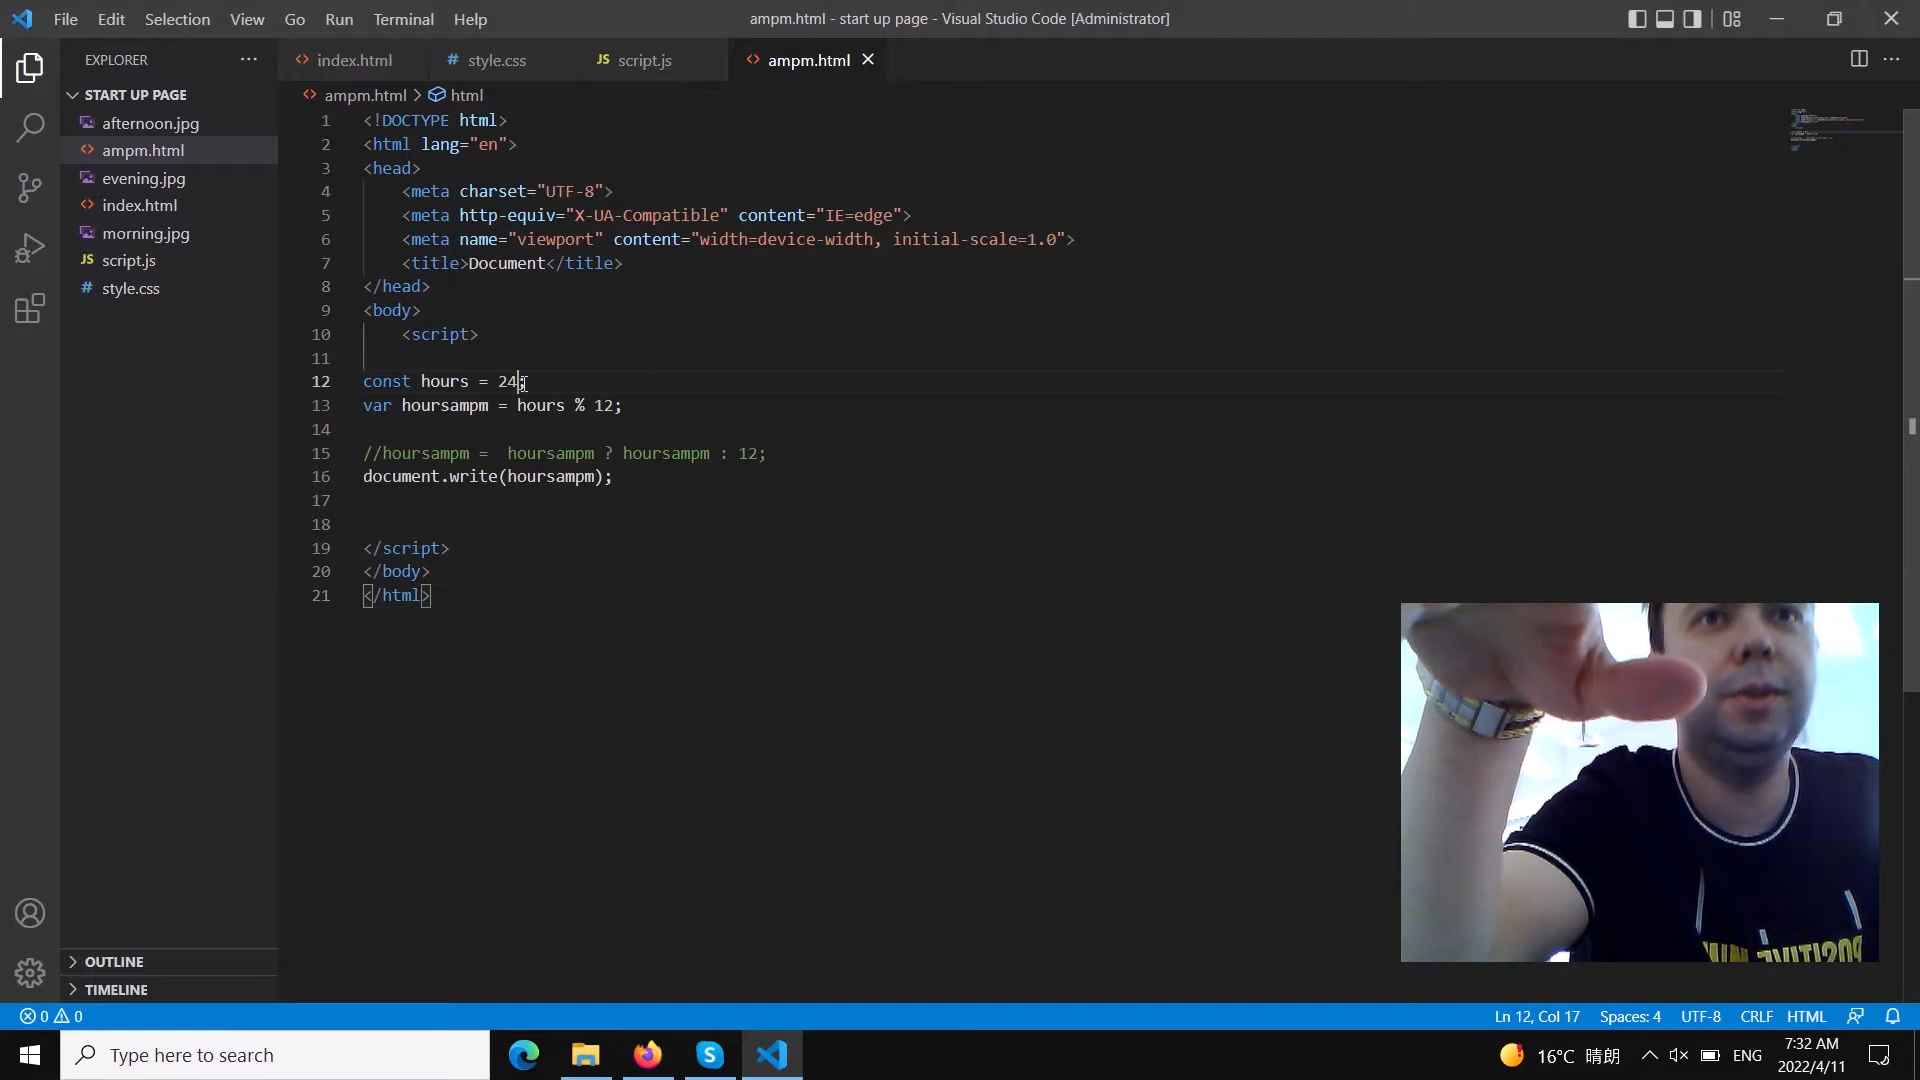 File Edit Selection View Go Run Terminal Help
ampm.html - start up page - Visual Studio Code [Administrator]
EXPLORER
index.html
# style.css
JS script.js
ampm.html
START UP PAGE
afternoon.jpg
ampm.html
evening.jpg
index.html
morning.jpg
JS script.js
# style.css
ampm.html > html
1 <!DOCTYPE html>
2 <html lang="en">
3 <head>
4 <meta charset="UTF-8">
5 <meta http-equiv="X-UA-Compatible" content="IE=edge">
6 <meta name="viewport" content="width=device-width, initial-scale=1.0">
7 <title>Document</title>
8 </head>
9 <body>
10 <script>
11
12 const hours = 24;
13 var hoursampm = hours % 12;
14
15 //hoursampm =  hoursampm ? hoursampm : 12;
16 document.write(hoursampm);
17
18
19 </script>
20 </body>
21 </html>
OUTLINE
TIMELINE
POSITIVE
0 0
Ln 12, Col 17 Spaces: 4 UTF-8 CRLF HTML
Type here to search
16°C 晴朗
ENG
7:32 AM
2022/4/11